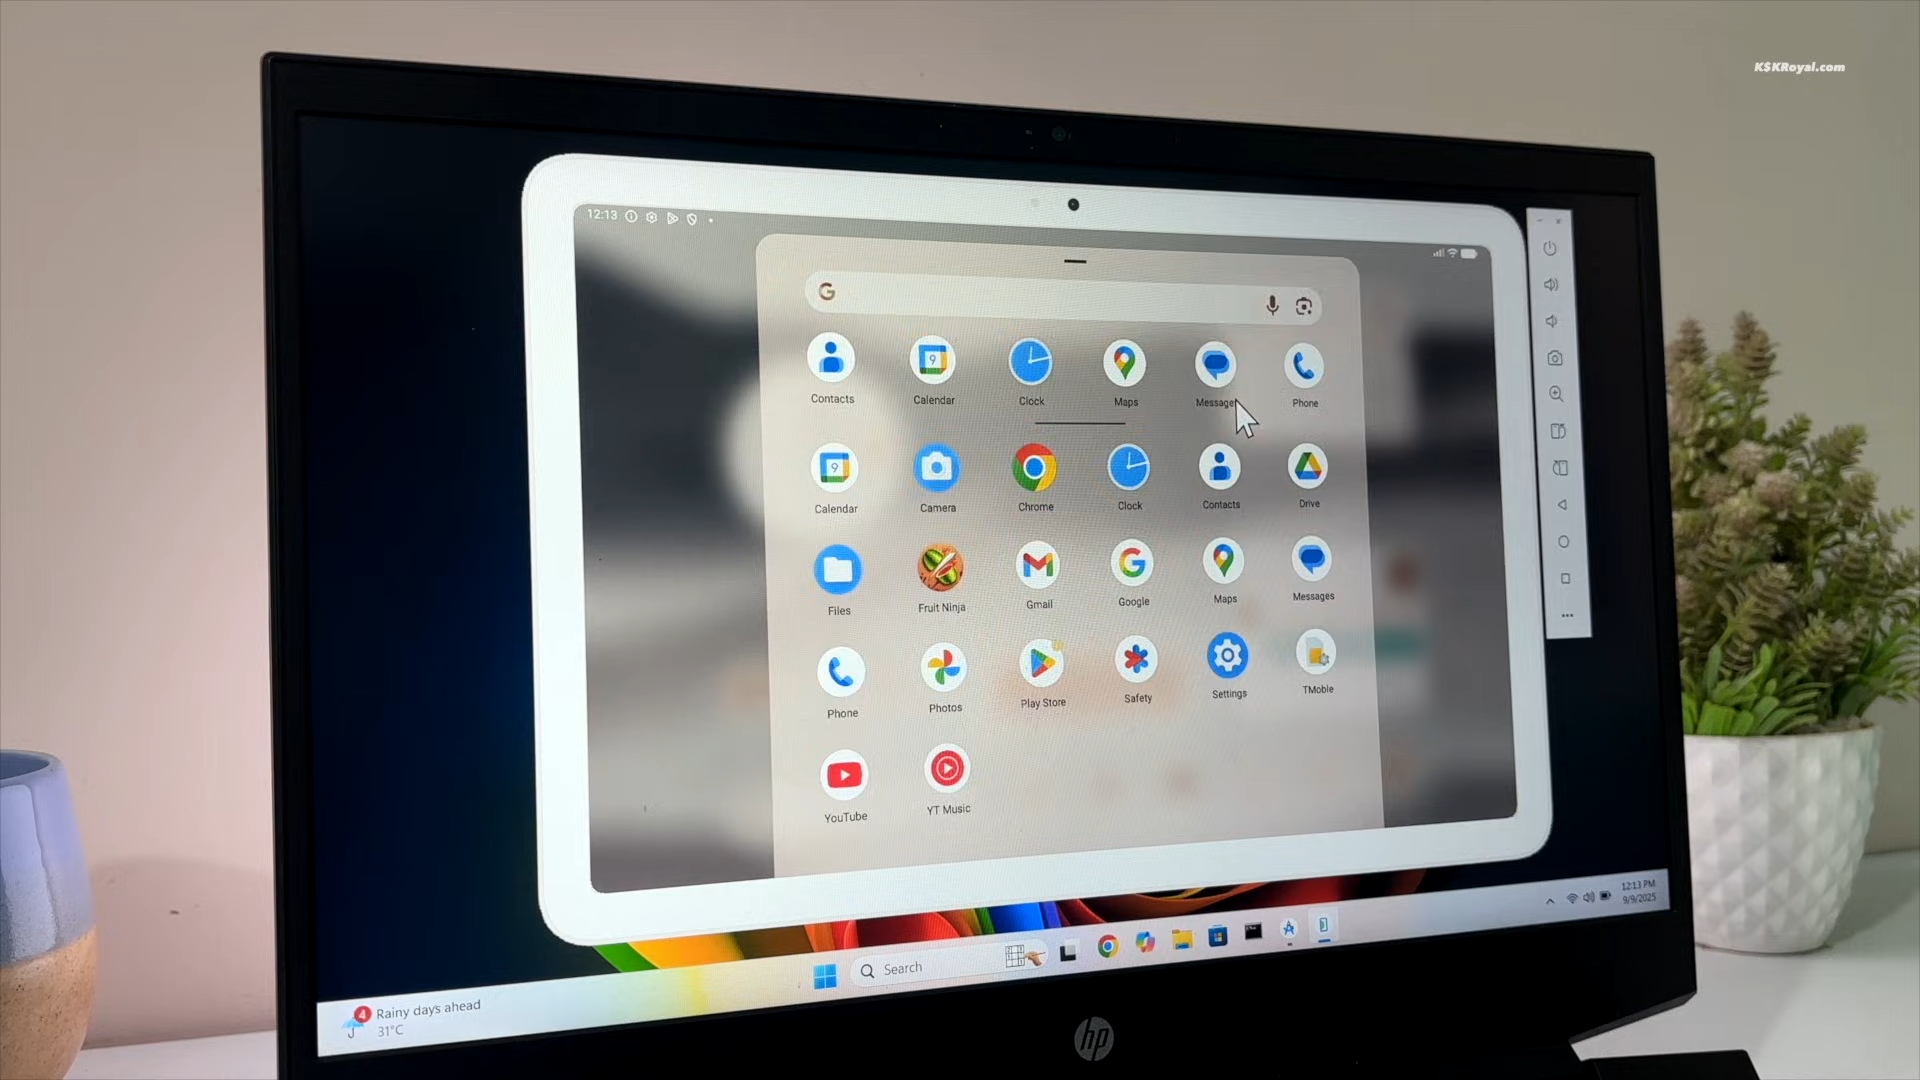 KSKRoyal.com
12:13
G
Contacts
Calendar
Clock
Maps
Messages
Phone
Calendar
Camera
Chrome
Clock
Contacts
Drive
Files
Fruit Ninja
Gmail
Google
Maps
Messages
Phone
Photos
Play Store
Safety
Settings
TMoble
YouTube
YT Music
4
Rainy days ahead
31°C
Search
12:13 PM
9/9/2025
hp